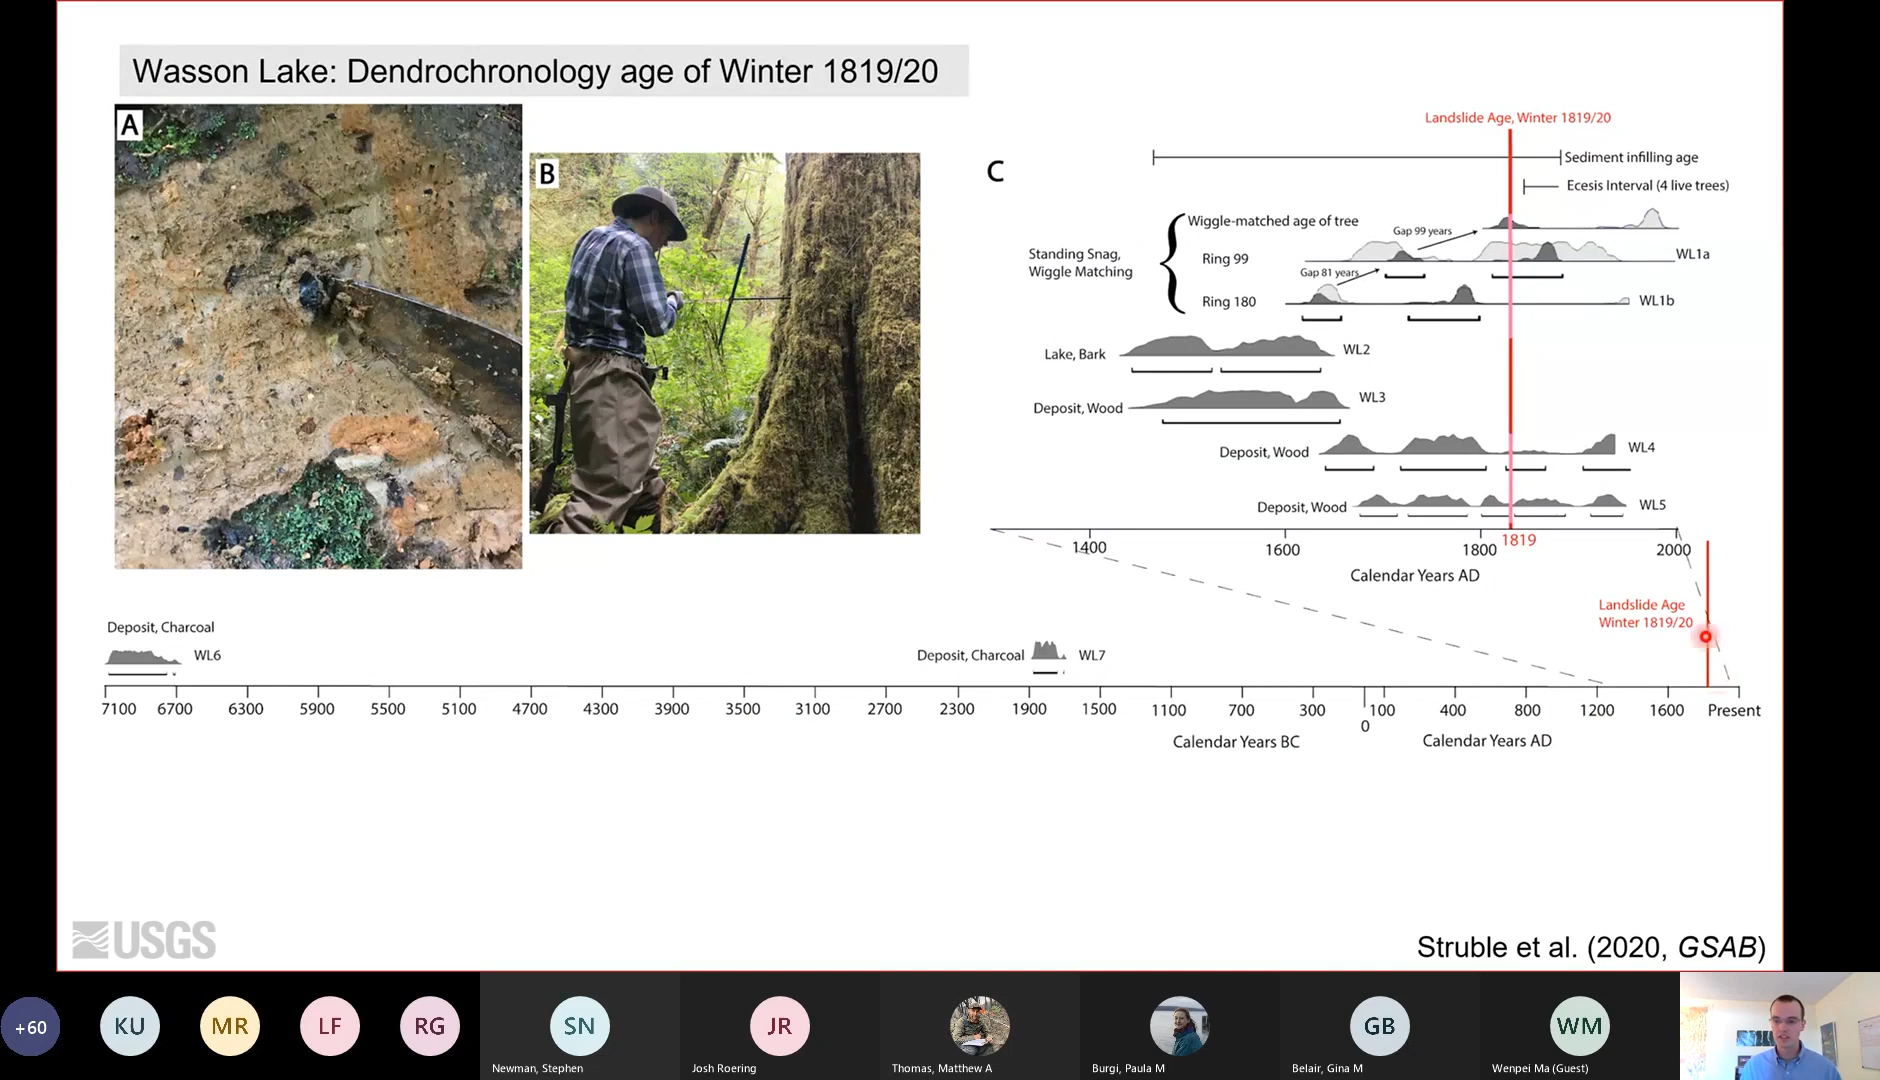 Wasson Lake: Dendrochronology age of Winter 1819/20
A
B
C
Landslide Age, Winter 1819/20
Sediment infilling age
Ecesis Interval (4 live trees)
Wiggle-matched age of tree
Gap 99 years
Standing Snag,
Wiggle Matching
Ring 99
WL1a
Gap 81 years
Ring 180
WL1b
Lake, Bark
WL2
Deposit, Wood
WL3
Deposit, Wood
WL4
Deposit, Wood
WL5
1400
1600
1800
1819
2000
Calendar Years AD
Landslide Age
Winter 1819/20
Deposit, Charcoal
WL6
Deposit, Charcoal
WL7
7100 6700 6300 5900 5500 5100 4700 4300 3900 3500 3100 2700 2300 1900 1500 1100 700 300 0 100 400 800 1200 1600 Present
Calendar Years BC
Calendar Years AD
USGS
Struble et al. (2020, GSAB)
+60
KU
MR
LF
RG
SN
JR
GB
WM
Newman, Stephen
Josh Roering
Thomas, Matthew A
Burgi, Paula M
Belair, Gina M
Wenpei Ma (Guest)